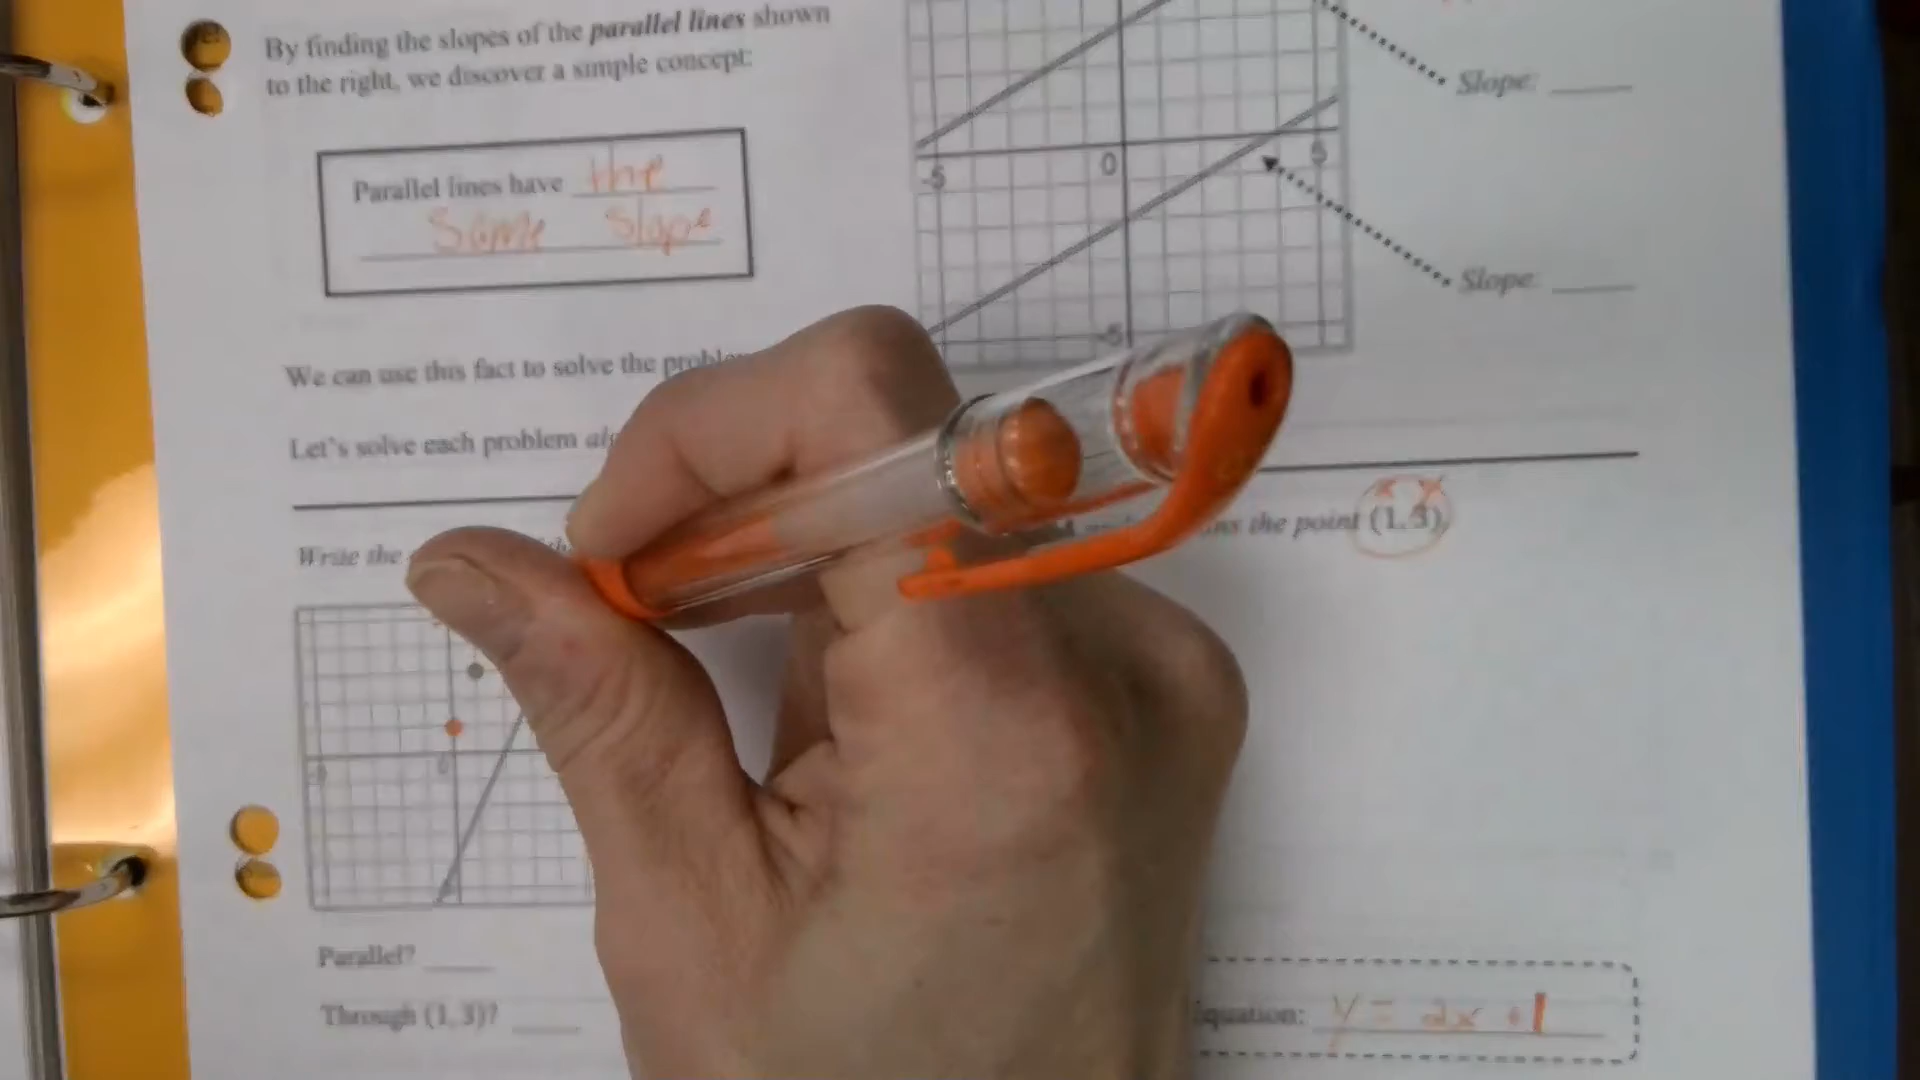 By finding the slopes of the parallel lines shown
to the right, we discover a simple concept:
Parallel lines have the
Same Slope
-5
0
5
-5
Slope:
Slope:
We can use this fact to solve the
Let's solve each problem
Write the
the point (1, 3).
x y
0
Parallel?
Through (1, 3)?
Equation: y = 2x + 1